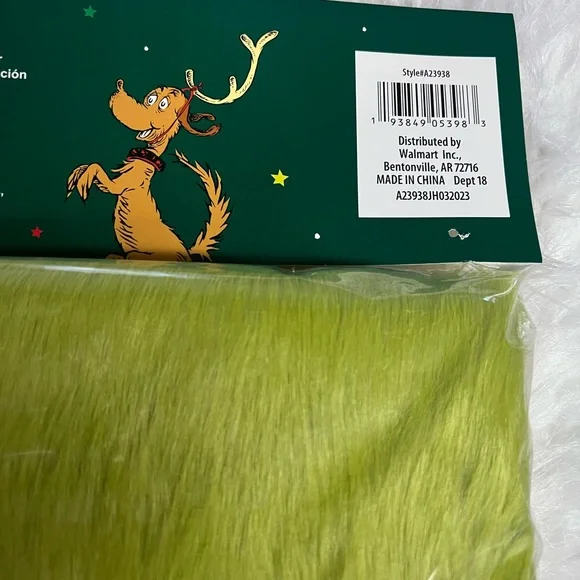 ción
Style#A23938
1 93849 05398 3
Distributed by
Walmart Inc.,
Bentonville, AR 72716
MADE IN CHINA Dept 18
A23938JH032023